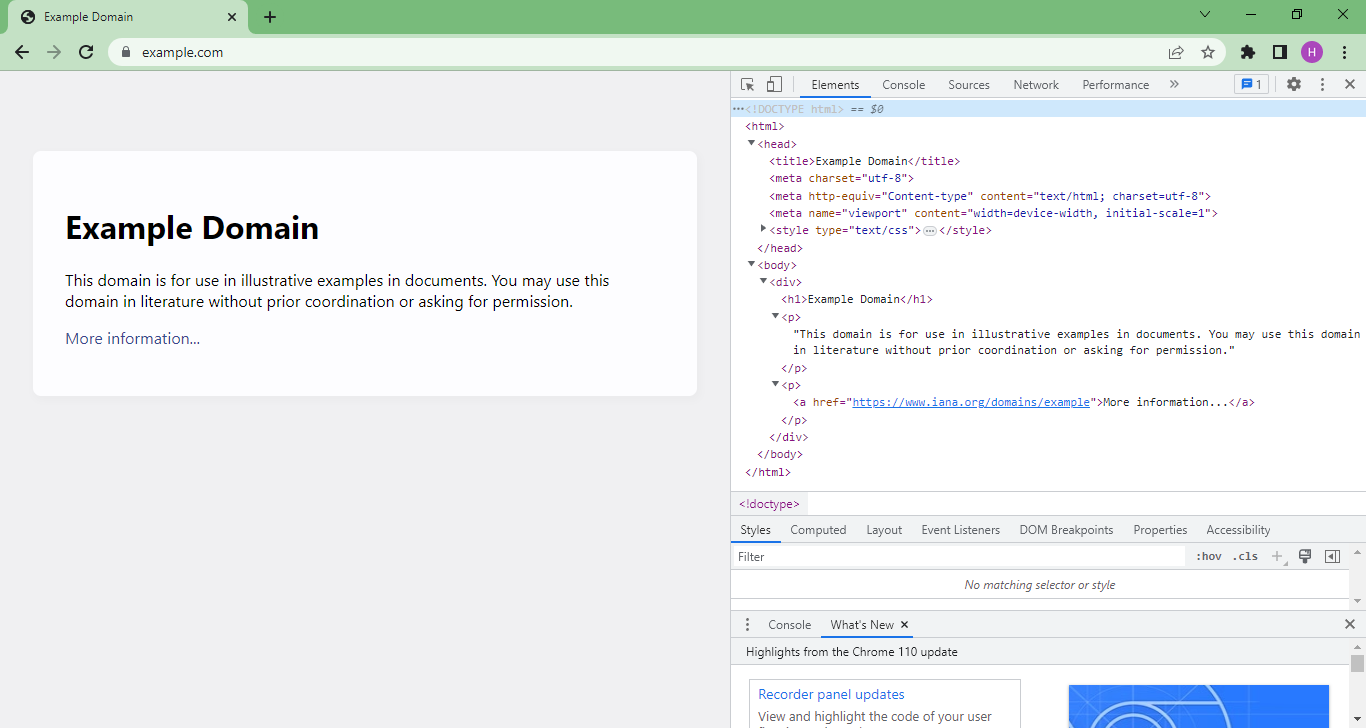 Example Domain
example.com
H
Example Domain
This domain is for use in illustrative examples in documents. You may use this
domain in literature without prior coordination or asking for permission.
More information...
Elements Console Sources Network Performance » 1
···<!DOCTYPE html> == $0
<html>
<head>
<title>Example Domain</title>
<meta charset="utf-8">
<meta http-equiv="Content-type" content="text/html; charset=utf-8">
<meta name="viewport" content="width=device-width, initial-scale=1">
<style type="text/css">···</style>
</head>
<body>
<div>
<h1>Example Domain</h1>
<p>
"This domain is for use in illustrative examples in documents. You may use this domain
in literature without prior coordination or asking for permission."
</p>
<p>
<a href="https://www.iana.org/domains/example">More information...</a>
</p>
</div>
</body>
</html>
<!doctype>
Styles Computed Layout Event Listeners DOM Breakpoints Properties Accessibility
Filter :hov .cls
No matching selector or style
Console What's New
Highlights from the Chrome 110 update
Recorder panel updates
View and highlight the code of your user